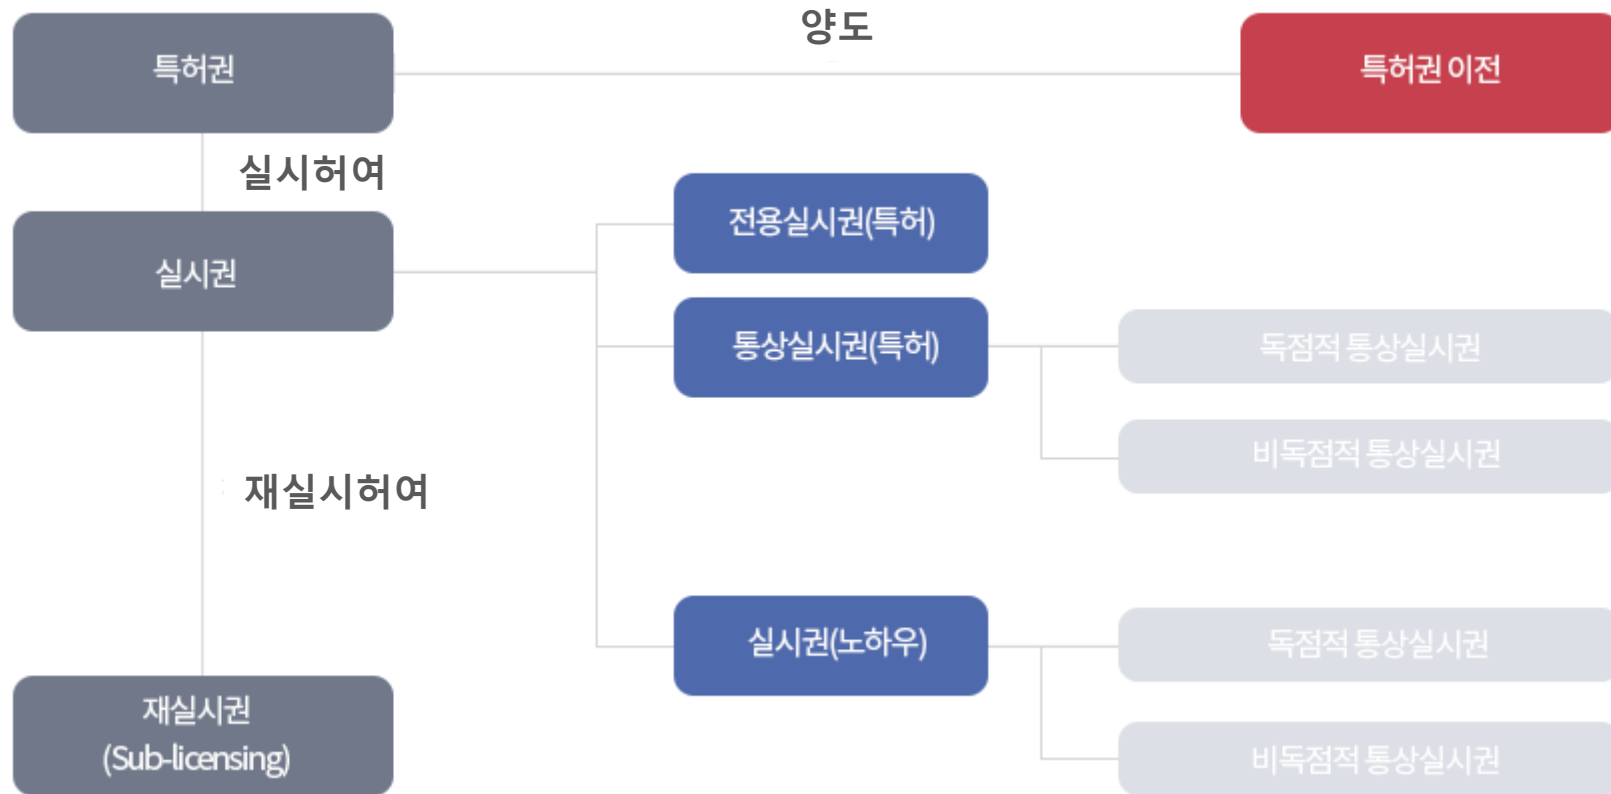 양도
특허권
특허권 이전
실시허여
전용실시권(특허)
실시권
통상실시권(특허)
독점적 통상실시권
비독점적 통상실시권
재실시허여
실시권(노하우)
독점적 통상실시권
비독점적 통상실시권
재실시권
(Sub-licensing)